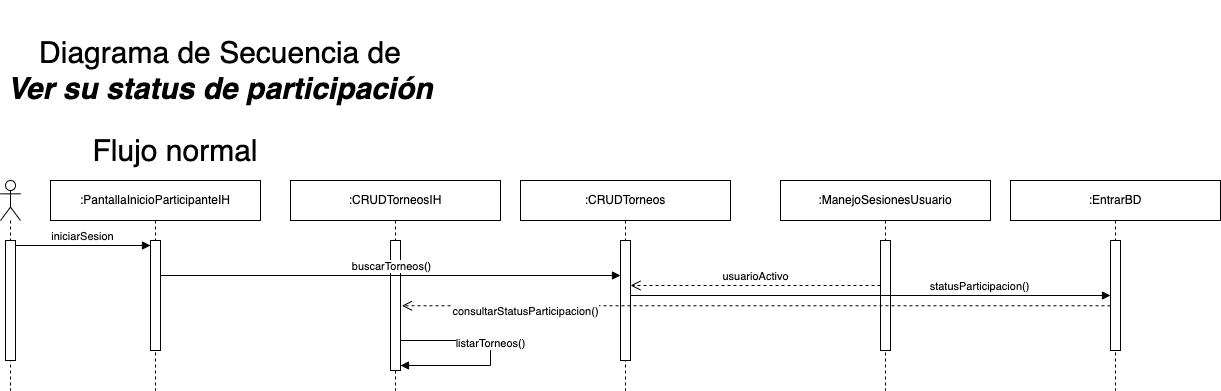 Diagrama de Secuencia de
Ver su status de participación
Flujo normal
:PantallaInicioParticipanteIH
:CRUDTorneosIH
:CRUDTorneos
:ManejoSesionesUsuario
:EntrarBD
iniciarSesion
buscarTorneos()
usuarioActivo
statusParticipacion()
consultarStatusParticipacion()
listarTorneos()